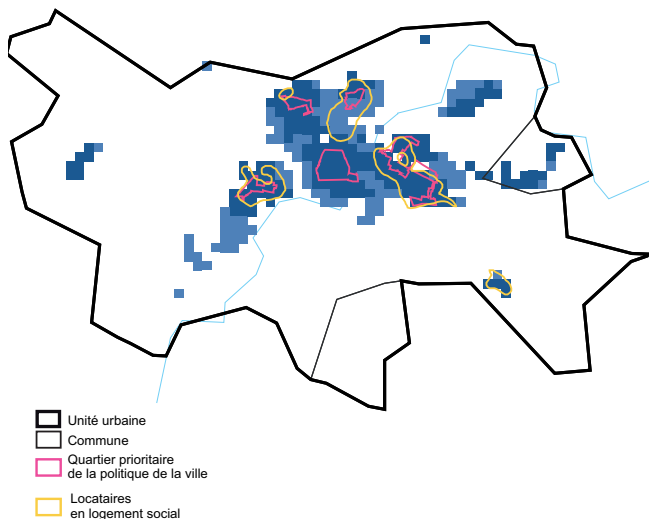 Unité urbaine
Commune
Quartier prioritaire
de la politique de la ville
Locataires
en logement social